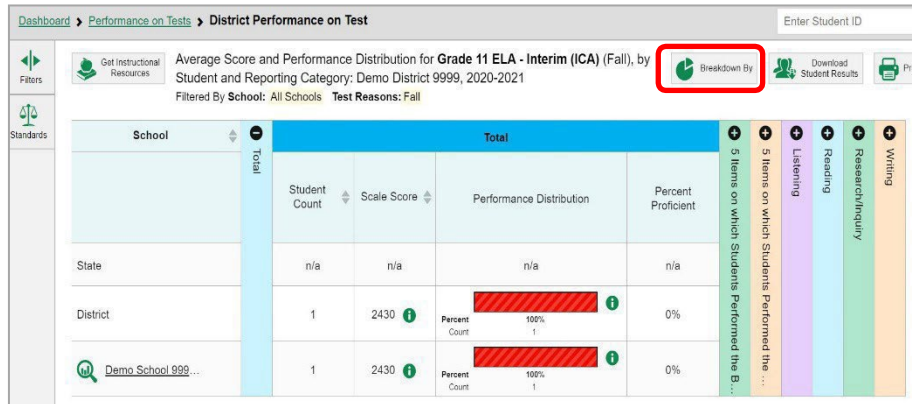 Dashboard > Performance on Tests > District Performance on Test
Enter Student ID
Filters
Standards
Get Instructional
Resources
Average Score and Performance Distribution for Grade 11 ELA - Interim (ICA) (Fall), by
Student and Reporting Category: Demo District 9999, 2020-2021
Filtered By School: All Schools Test Reasons: Fall
Breakdown By
Download
Student Results
School
Total
Total
Student
Count
Scale Score
Performance Distribution
Percent
Proficient
5 Items on which Students Performed the B...
5 Items on which Students Performed the ...
Listening
Reading
Research/Inquiry
Writing
State n/a n/a n/a n/a
District 1 2430 0%
Percent 100%
Count 1
Demo School 999... 1 2430 0%
Percent 100%
Count 1